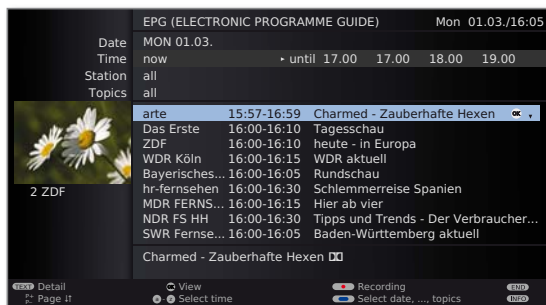 EPG (ELECTRONIC PROGRAMME GUIDE) Mon 01.03./16:05
Date MON 01.03.
Time now ‣ until 17.00 17.00 18.00 19.00
Station all
Topics all
arte 15:57-16:59 Charmed - Zauberhafte Hexen OK
Das Erste 16:00-16:10 Tagesschau
ZDF 16:00-16:10 heute - in Europa
WDR Köln 16:00-16:15 WDR aktuell
Bayerisches... 16:00-16:05 Rundschau
hr-fernsehen 16:00-16:30 Schlemmerreise Spanien
MDR FERNS... 16:00-16:15 Hier ab vier
NDR FS HH 16:00-16:30 Tipps und Trends - Der Verbraucher...
SWR Fernse... 16:00-16:05 Baden-Württemberg aktuell
2 ZDF
Charmed - Zauberhafte Hexen
TEXT Detail OK View Recording END
P+ P- Page ↓↑ 0-9 Select time Select date, ..., topics INFO